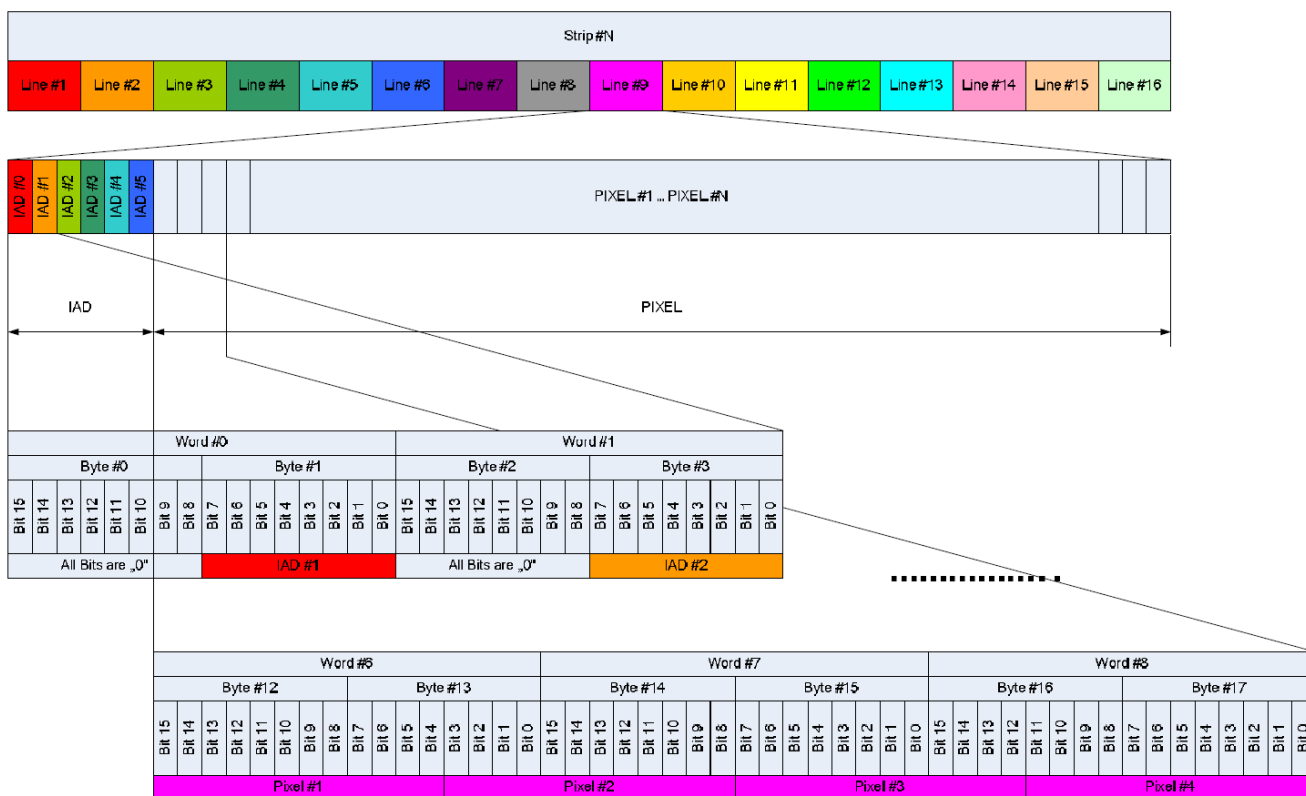 Strip #N
Line #1 Line #2 Line #3 Line #4 Line #5 Line #6 Line #7 Line #8 Line #9 Line #10 Line #11 Line #12 Line #13 Line #14 Line #15 Line #16
IAD #0 IAD #1 IAD #2 IAD #3 IAD #4 IAD #5 PIXEL #1 ... PIXEL #N
IAD PIXEL
Word #0 Word #1
Byte #0 Byte #1 Byte #2 Byte #3
Bit 15 Bit 14 Bit 13 Bit 12 Bit 11 Bit 10 Bit 9 Bit 8 Bit 7 Bit 6 Bit 5 Bit 4 Bit 3 Bit 2 Bit 1 Bit 0 Bit 15 Bit 14 Bit 13 Bit 12 Bit 11 Bit 10 Bit 9 Bit 8 Bit 7 Bit 6 Bit 5 Bit 4 Bit 3 Bit 2 Bit 1 Bit 0
All Bits are „0" IAD #1 All Bits are „0" IAD #2
Word #6 Word #7 Word #8
Byte #12 Byte #13 Byte #14 Byte #15 Byte #16 Byte #17
Bit 15 Bit 14 Bit 13 Bit 12 Bit 11 Bit 10 Bit 9 Bit 8 Bit 7 Bit 6 Bit 5 Bit 4 Bit 3 Bit 2 Bit 1 Bit 0 Bit 15 Bit 14 Bit 13 Bit 12 Bit 11 Bit 10 Bit 9 Bit 8 Bit 7 Bit 6 Bit 5 Bit 4 Bit 3 Bit 2 Bit 1 Bit 0 Bit 15 Bit 14 Bit 13 Bit 12 Bit 11 Bit 10 Bit 9 Bit 8 Bit 7 Bit 6 Bit 5 Bit 4 Bit 3 Bit 2 Bit 1 Bit 0
Pixel #1 Pixel #2 Pixel #3 Pixel #4